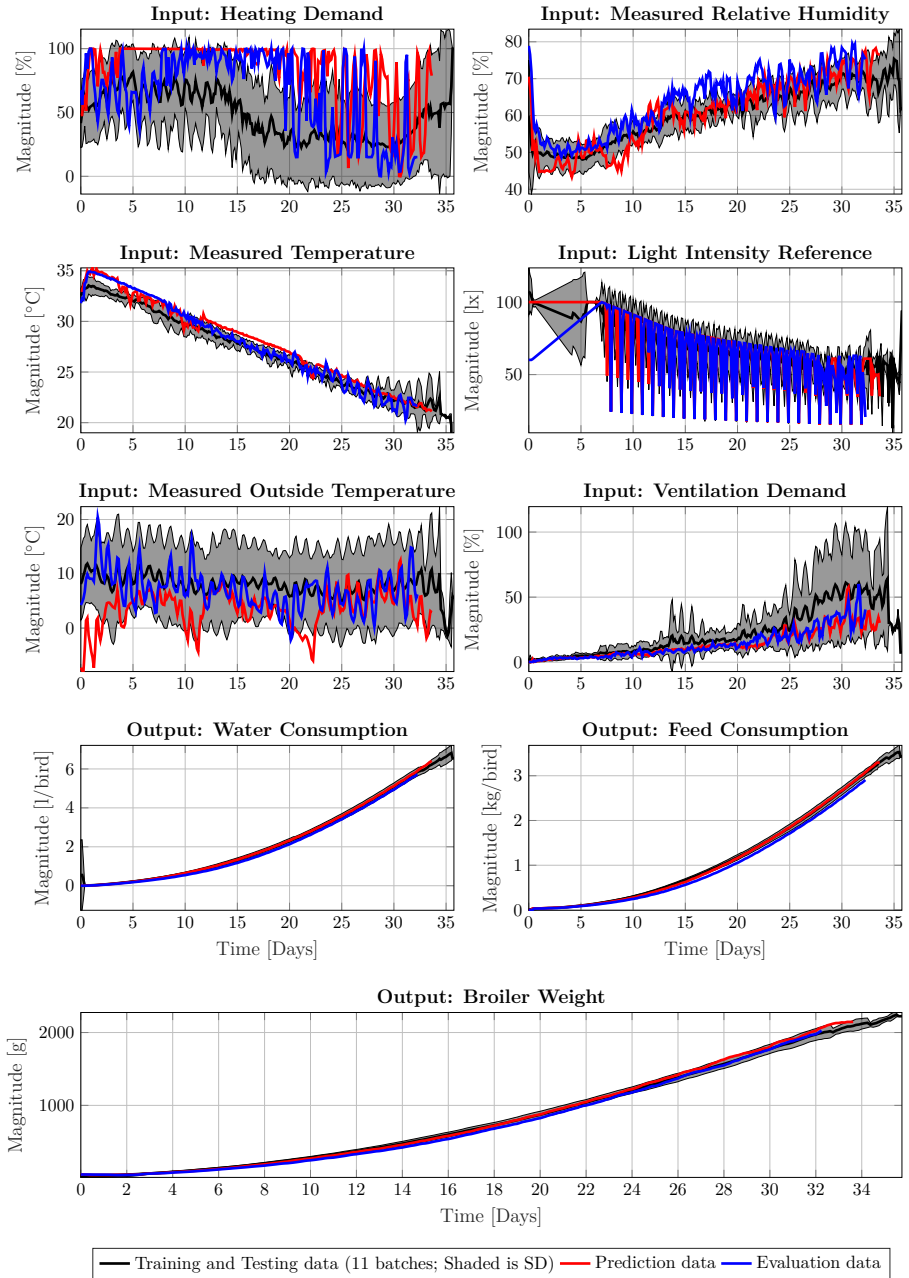 Input: Heating Demand
Magnitude [%]
100
50
0
0 5 10 15 20 25 30 35
Input: Measured Relative Humidity
Magnitude [%]
80
70
60
50
40
0 5 10 15 20 25 30 35
Input: Measured Temperature
Magnitude [°C]
35
30
25
20
0 5 10 15 20 25 30 35
Input: Light Intensity Reference
Magnitude [lx]
100
50
0 5 10 15 20 25 30 35
Input: Measured Outside Temperature
Magnitude [°C]
20
10
0
0 5 10 15 20 25 30 35
Input: Ventilation Demand
Magnitude [%]
100
50
0
0 5 10 15 20 25 30 35
Output: Water Consumption
Magnitude [l/bird]
6
4
2
0
0 5 10 15 20 25 30 35
Time [Days]
Output: Feed Consumption
Magnitude [kg/bird]
3
2
1
0
0 5 10 15 20 25 30 35
Time [Days]
Output: Broiler Weight
Magnitude [g]
2000
1000
0 2 4 6 8 10 12 14 16 18 20 22 24 26 28 30 32 34
Time [Days]
Training and Testing data (11 batches; Shaded is SD) Prediction data Evaluation data